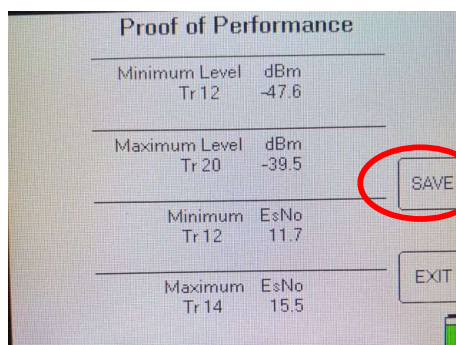 Proof of Performance
Minimum Level dBm
Tr 12 -47.6
Maximum Level dBm
Tr 20 -39.5
SAVE
Minimum EsNo
Tr 12 11.7
EXIT
Maximum EsNo
Tr 14 15.5